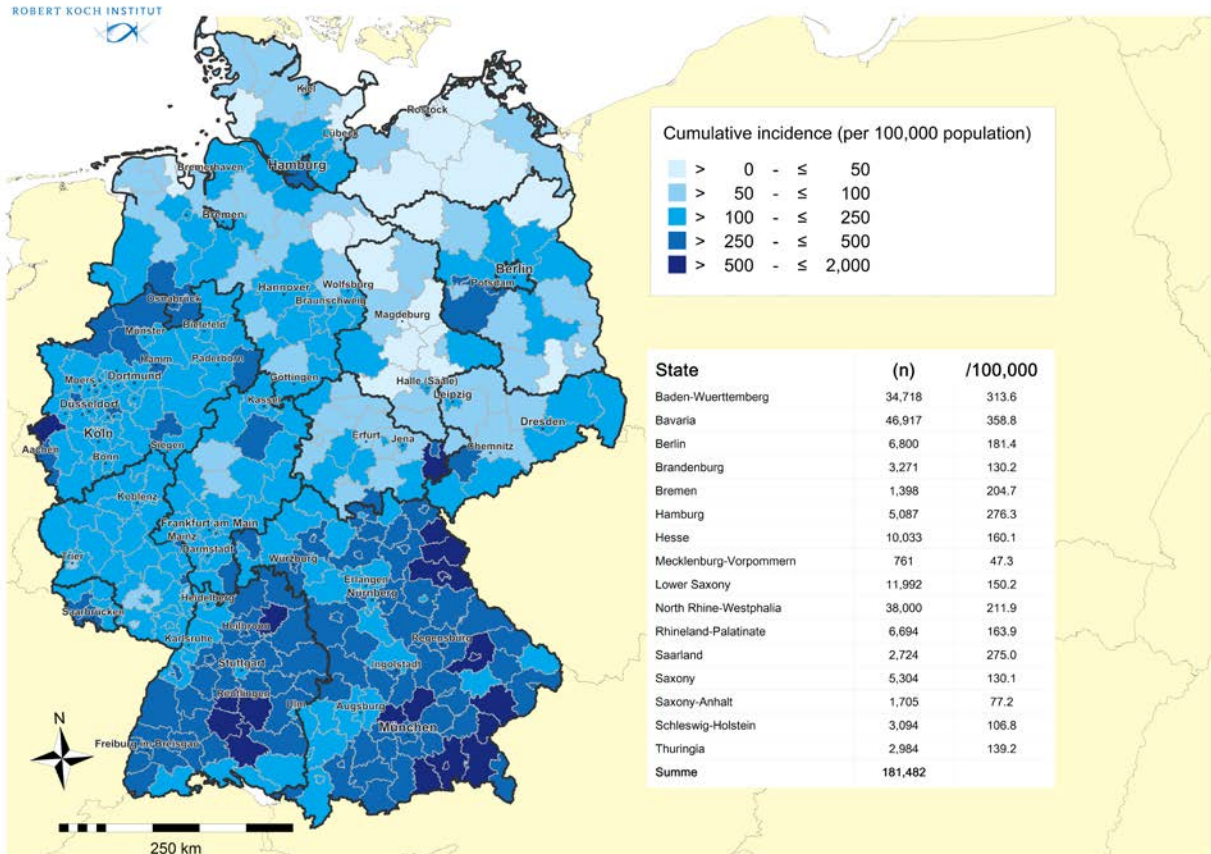 ROBERT KOCH INSTITUT
Kiel
Rostock
Lübeck
Bremerhaven
Hamburg
Bremen
Berlin
Potsdam
Wolfsburg
Hannover
Braunschweig
Osnabrück
Magdeburg
Bielefeld
Münster
Hamm
Paderborn
Göttingen
Halle (Saale)
Moers
Dortmund
Kassel
Leipzig
Düsseldorf
Dresden
Köln
Erfurt
Jena
Chemnitz
Aachen
Siegen
Bonn
Koblenz
Frankfurt am Main
Mainz
Darmstadt
Trier
Würzburg
Erlangen
Nürnberg
Heidelberg
Saarbrücken
Heilbronn
Karlsruhe
Regensburg
Stuttgart
Ingolstadt
Reutlingen
Ulm
Augsburg
München
Freiburg im Breisgau
N
250 km
Cumulative incidence (per 100,000 population)
> 0 - ≤ 50
> 50 - ≤ 100
> 100 - ≤ 250
> 250 - ≤ 500
> 500 - ≤ 2,000
State (n) /100,000
Baden-Wuerttemberg 34,718 313.6
Bavaria 46,917 358.8
Berlin 6,800 181.4
Brandenburg 3,271 130.2
Bremen 1,398 204.7
Hamburg 5,087 276.3
Hesse 10,033 160.1
Mecklenburg-Vorpommern 761 47.3
Lower Saxony 11,992 150.2
North Rhine-Westphalia 38,000 211.9
Rhineland-Palatinate 6,694 163.9
Saarland 2,724 275.0
Saxony 5,304 130.1
Saxony-Anhalt 1,705 77.2
Schleswig-Holstein 3,094 106.8
Thuringia 2,984 139.2
Summe 181,482